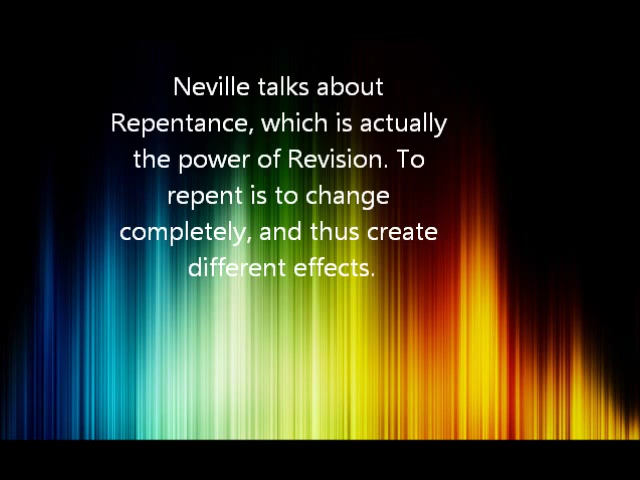 Neville talks about
Repentance, which is actually
the power of Revision. To
repent is to change
completely, and thus create
different effects.